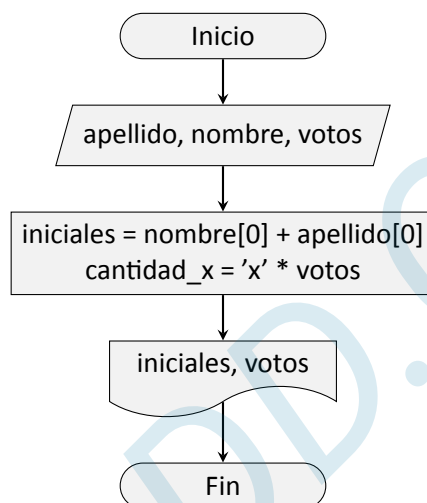 Inicio
apellido, nombre, votos
iniciales = nombre[0] + apellido[0]
cantidad_x = ’x’ * votos
iniciales, votos
Fin